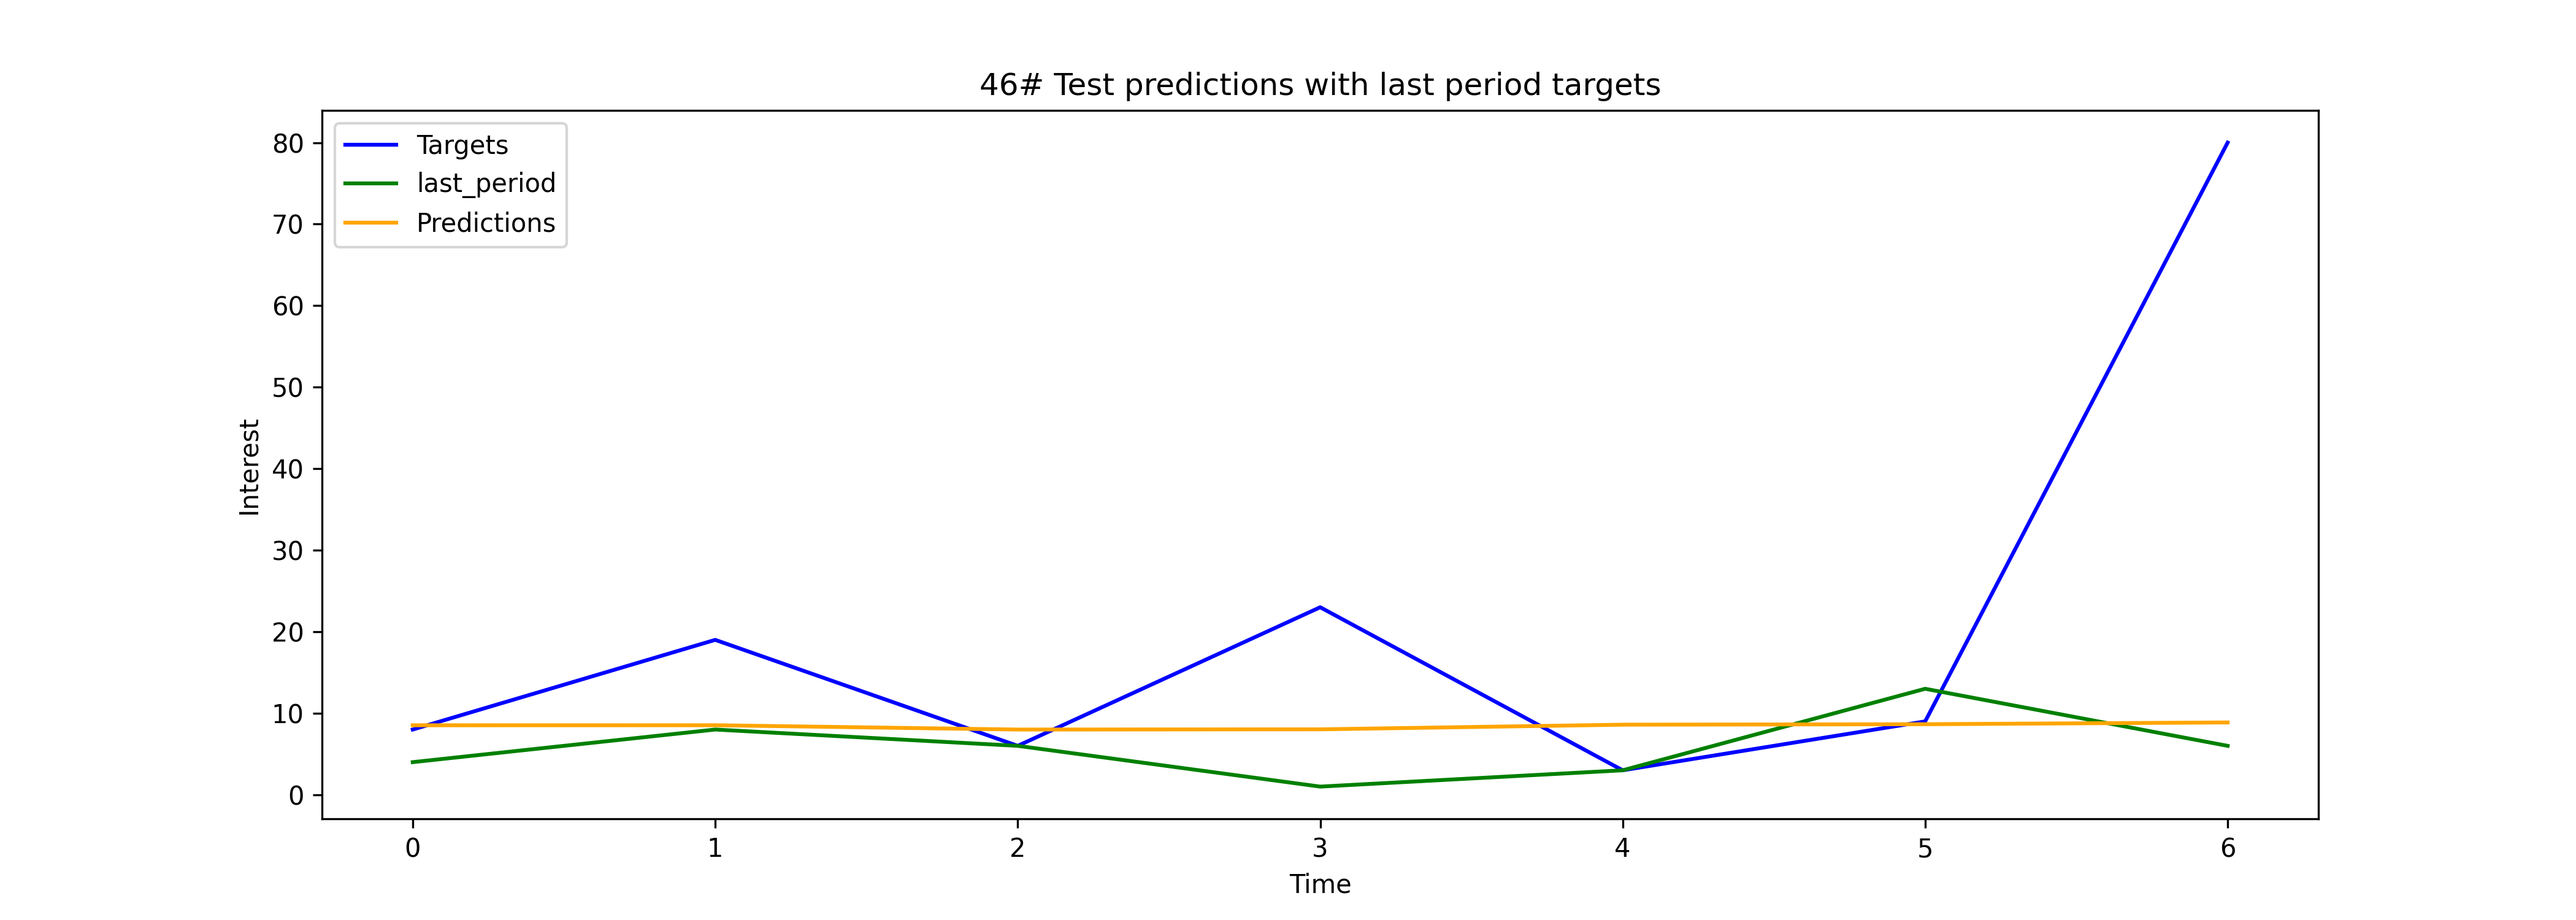 46# Test predictions with last period targets
Targets
last_period
Predictions
80
70
60
50
40
30
20
10
0
Interest
0 1 2 3 4 5 6
Time